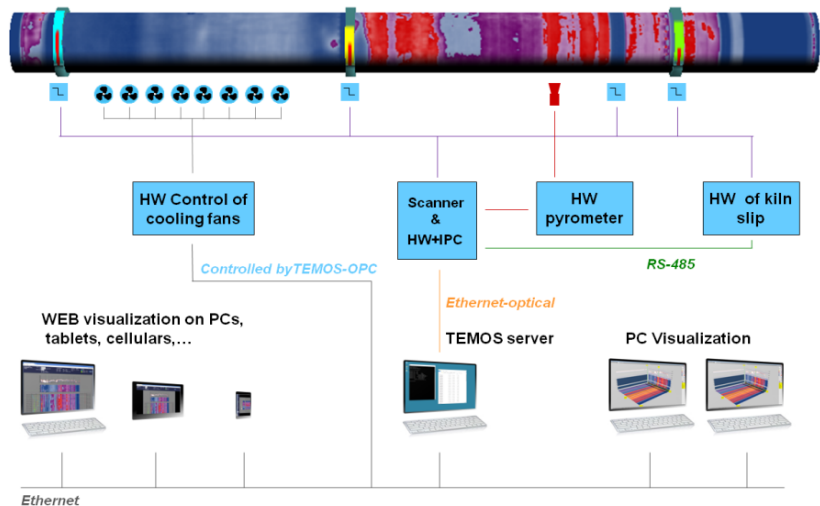 HW Control of
cooling fans
Scanner
&
HW+IPC
HW
pyrometer
HW of kiln
slip
Controlled byTEMOS-OPC
RS-485
Ethernet-optical
WEB visualization on PCs,
tablets, cellulars,...
TEMOS server
PC Visualization
Ethernet